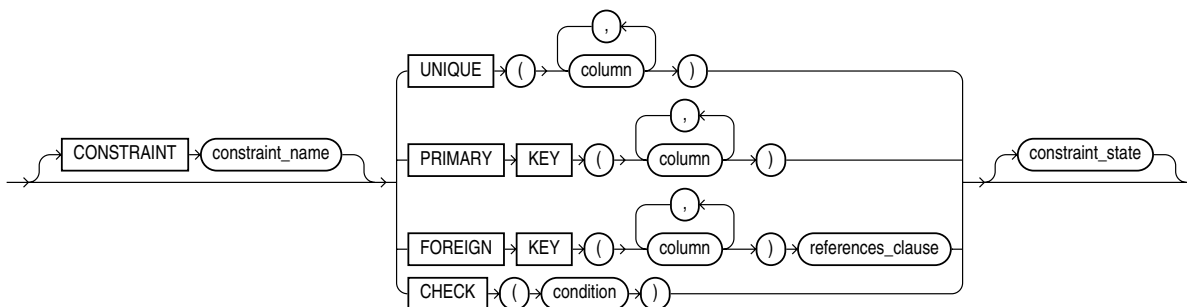 ,
UNIQUE ( column )
,
CONSTRAINT constraint_name PRIMARY KEY ( column ) constraint_state
,
FOREIGN KEY ( column ) references_clause
CHECK ( condition )